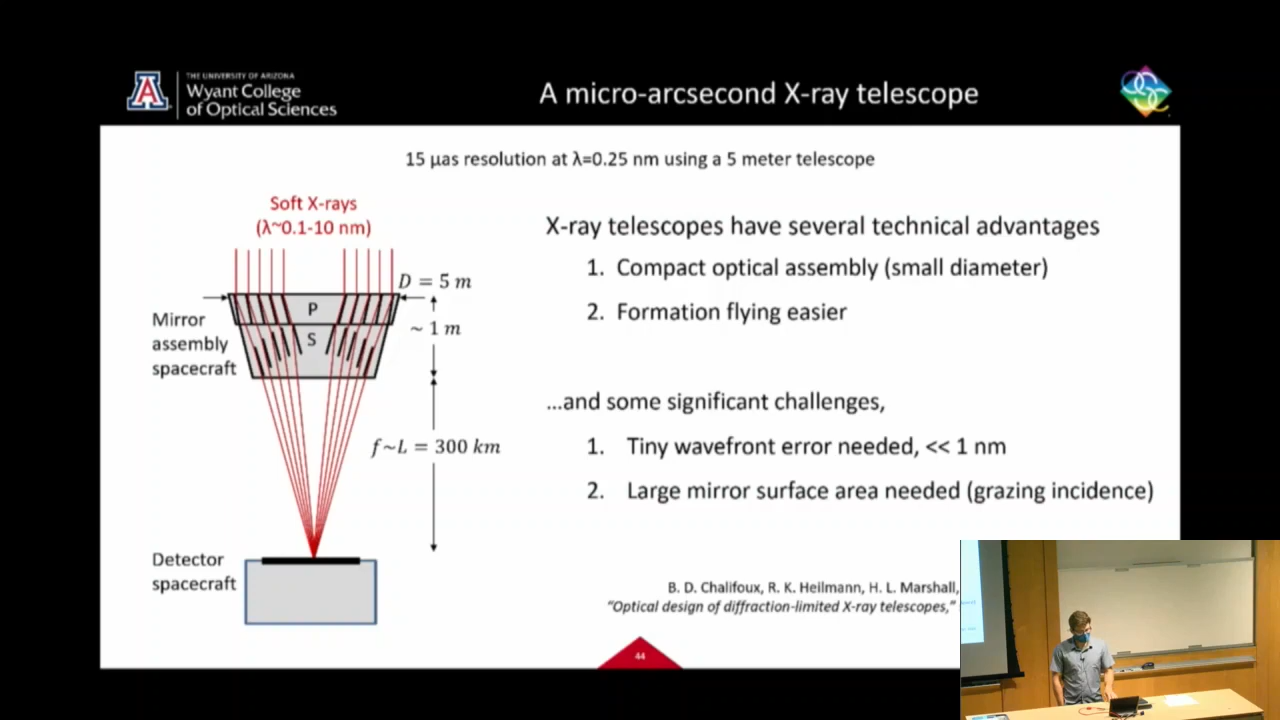 THE UNIVERSITY OF ARIZONA
Wyant College
of Optical Sciences
A micro-arcsecond X-ray telescope
15 μas resolution at λ=0.25 nm using a 5 meter telescope
Soft X-rays
(λ~0.1-10 nm)
D = 5 m
P
~ 1 m
S
Mirror
assembly
spacecraft
f~L = 300 km
Detector
spacecraft
X-ray telescopes have several technical advantages
1. Compact optical assembly (small diameter)
2. Formation flying easier
...and some significant challenges,
1. Tiny wavefront error needed, << 1 nm
2. Large mirror surface area needed (grazing incidence)
B. D. Chalifoux, R. K. Heilmann, H. L. Marshall,
"Optical design of diffraction-limited X-ray telescopes,"
44